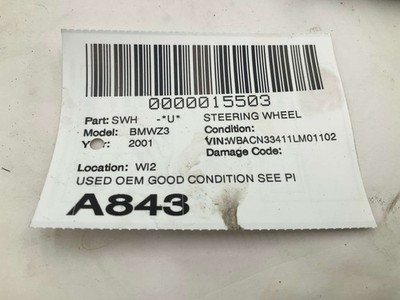 0000015503
Part: SWH -*U* STEERING WHEEL
Model: BMWZ3 Condition:
Year: 2001 VIN:WBACN33411LM01102
Damage Code:
Location: WI2
USED OEM GOOD CONDITION SEE PI
A843